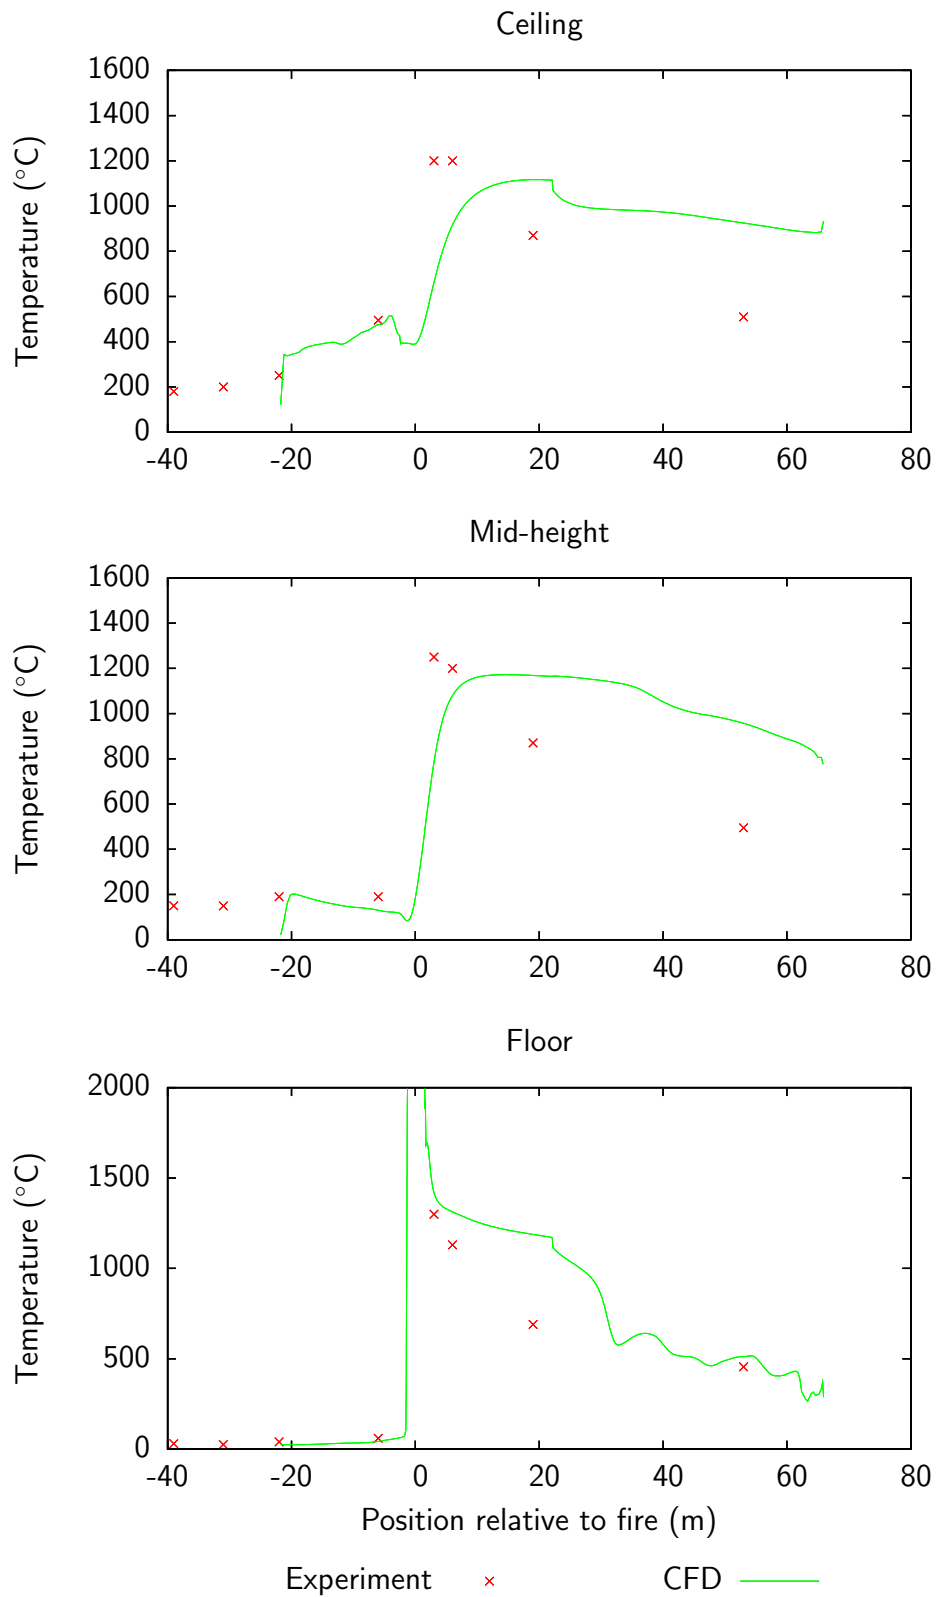 Ceiling
Temperature (°C)
1600
1400
1200
1000
800
600
400
200
0
-40 -20 0 20 40 60 80
Mid-height
Temperature (°C)
1600
1400
1200
1000
800
600
400
200
0
-40 -20 0 20 40 60 80
Floor
Temperature (°C)
2000
1500
1000
500
0
-40 -20 0 20 40 60 80
Position relative to fire (m)
Experiment CFD